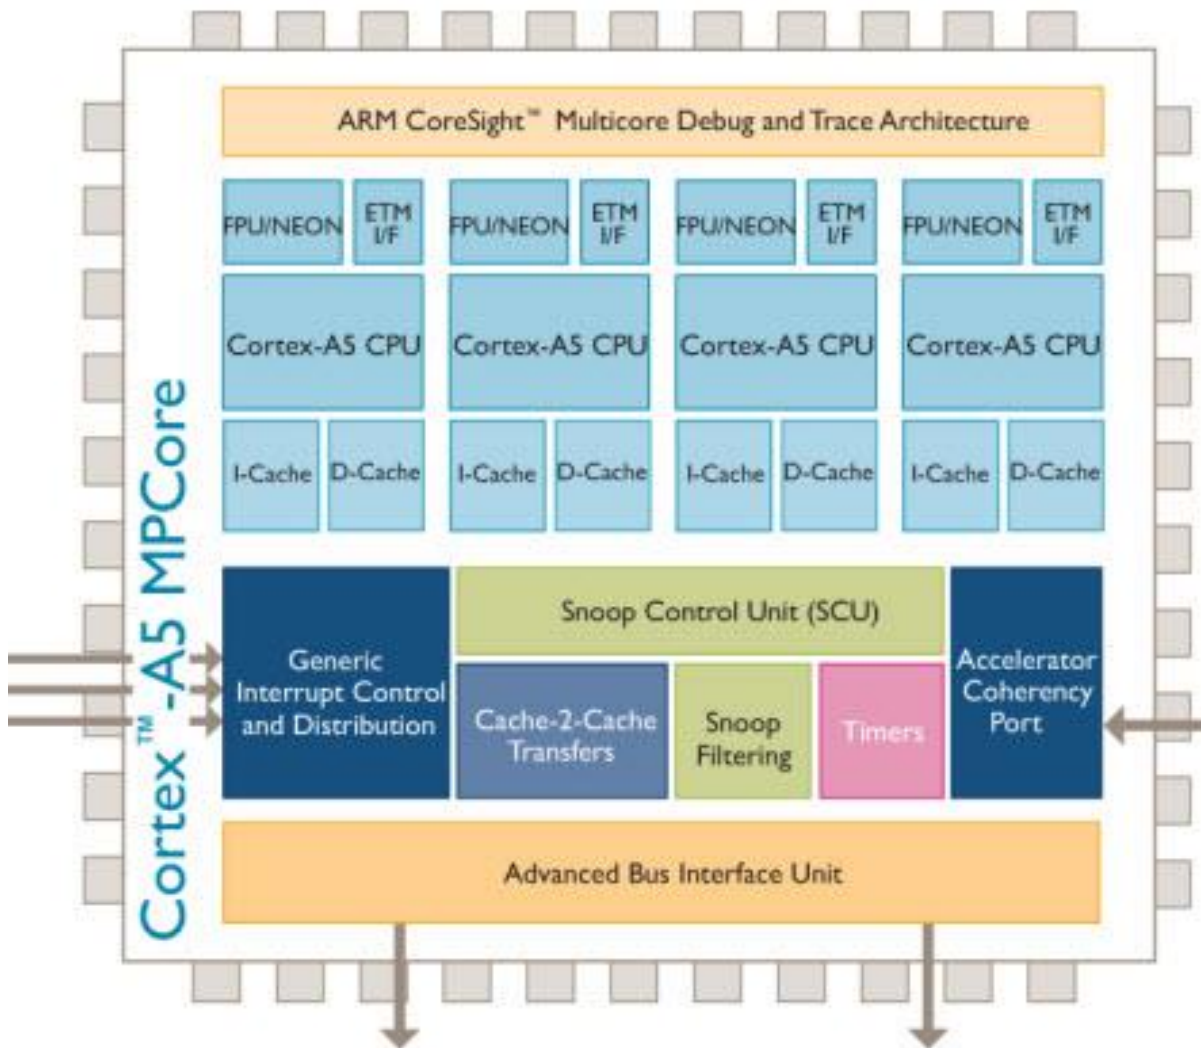 ARM CoreSight™ Multicore Debug and Trace Architecture
FPU/NEON
ETM
I/F
FPU/NEON
ETM
I/F
FPU/NEON
ETM
I/F
FPU/NEON
ETM
I/F
Cortex-A5 CPU
Cortex-A5 CPU
Cortex-A5 CPU
Cortex-A5 CPU
I-Cache
D-Cache
I-Cache
D-Cache
I-Cache
D-Cache
I-Cache
D-Cache
Cortex™-A5 MPCore
Generic
Interrupt Control
and Distribution
Snoop Control Unit (SCU)
Cache-2-Cache
Transfers
Snoop
Filtering
Timers
Accelerator
Coherency
Port
Advanced Bus Interface Unit